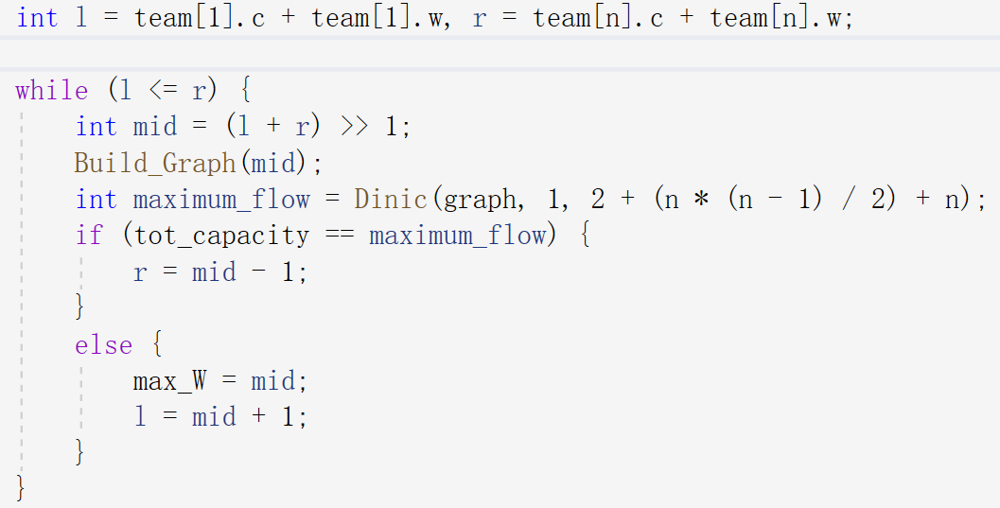 int l = team[1].c + team[1].w, r = team[n].c + team[n].w;
while (l <= r) {
    int mid = (l + r) >> 1;
    Build_Graph(mid);
    int maximum_flow = Dinic(graph, 1, 2 + (n * (n - 1) / 2) + n);
    if (tot_capacity == maximum_flow) {
        r = mid - 1;
    }
    else {
        max_W = mid;
        l = mid + 1;
    }
}